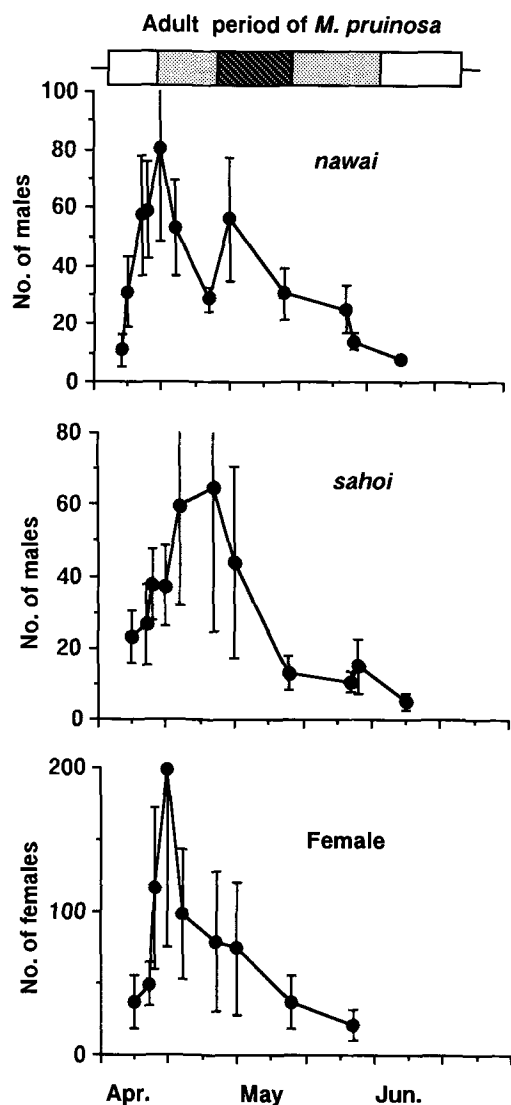 Adult period of M. pruinosa
100
80
60
40
20
0
No. of males
nawai
80
60
40
20
0
No. of males
sahoi
200
100
0
No. of females
Female
Apr. May Jun.